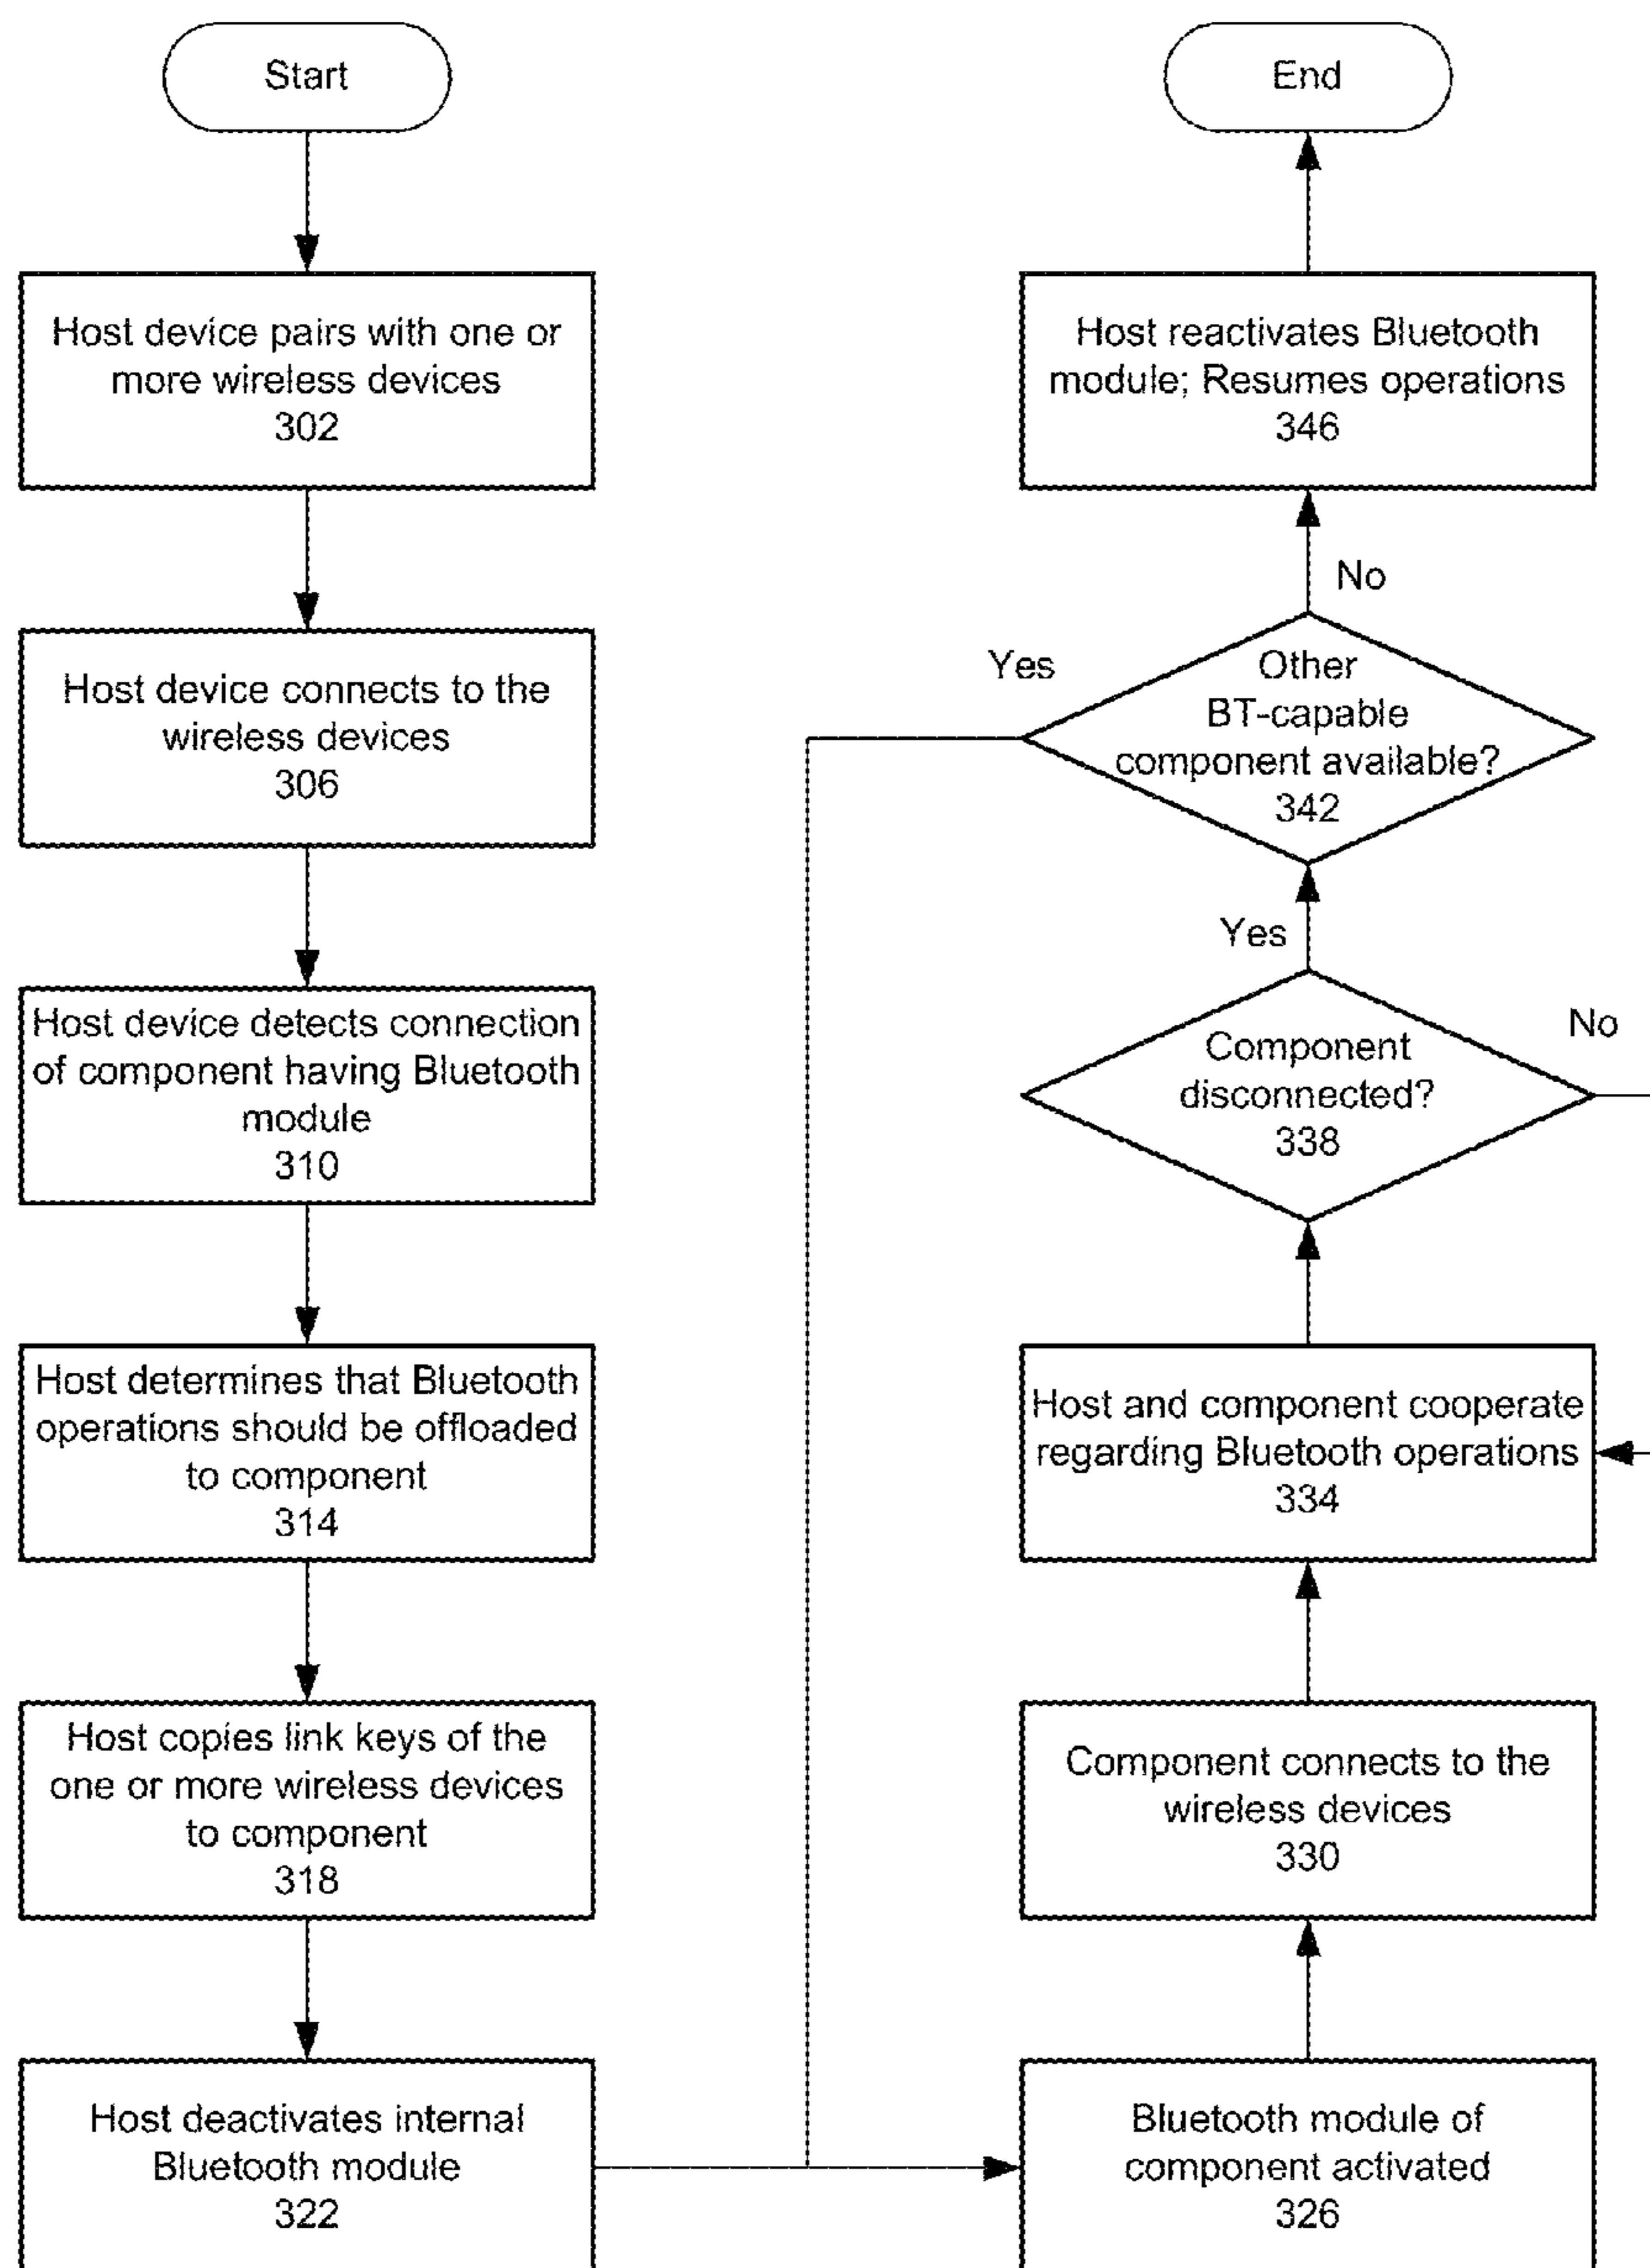 Start
Host device pairs with one or
more wireless devices
302
Host device connects to the
wireless devices
306
Host device detects connection
of component having Bluetooth
module
310
Host determines that Bluetooth
operations should be offloaded
to component
314
Host copies link keys of the
one or more wireless devices
to component
318
Host deactivates internal
Bluetooth module
322
Bluetooth module of
component activated
326
Component connects to the
wireless devices
330
Host and component cooperate
regarding Bluetooth operations
334
Component
disconnected?
338
No
Yes
Other
BT-capable
component available?
342
Yes
No
Host reactivates Bluetooth
module; Resumes operations
346
End